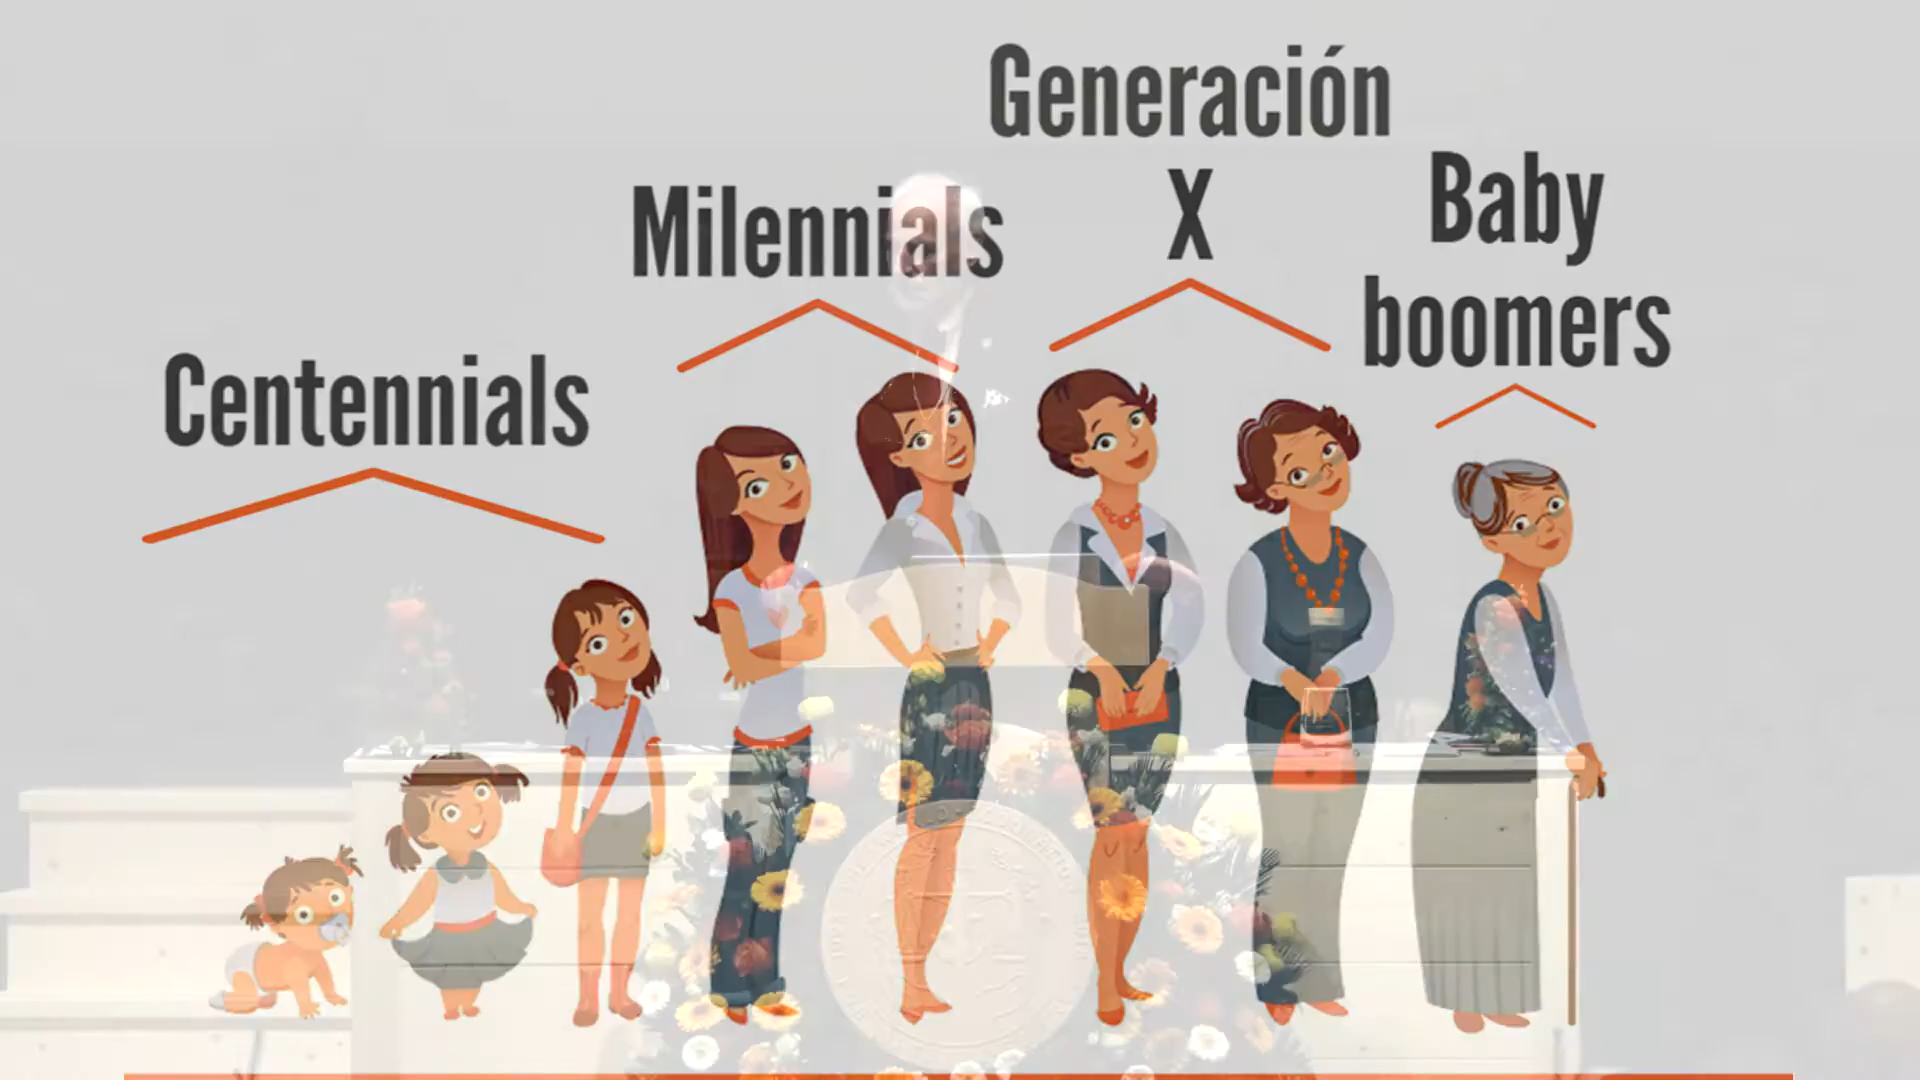 Centennials
Milennials
Generación
X
Baby
boomers